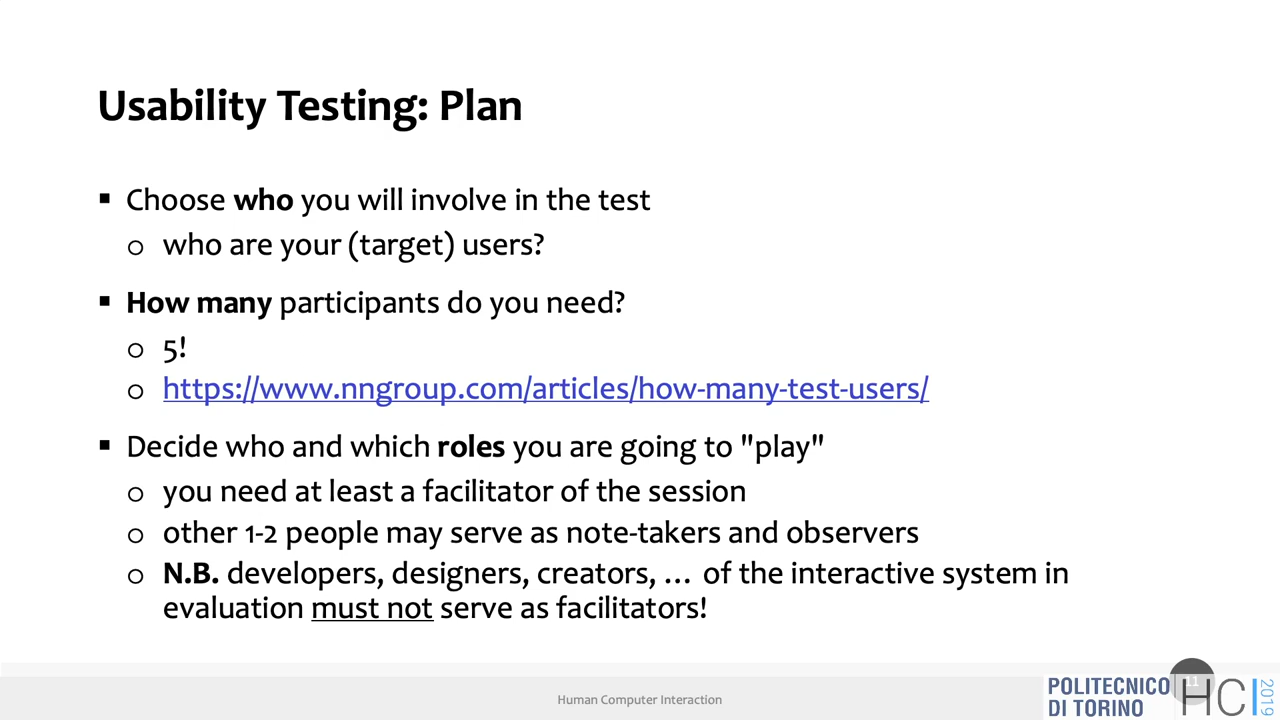 Usability Testing: Plan
▪ Choose who you will involve in the test
o who are your (target) users?
▪ How many participants do you need?
o 5!
o https://www.nngroup.com/articles/how-many-test-users/
▪ Decide who and which roles you are going to "play"
o you need at least a facilitator of the session
o other 1-2 people may serve as note-takers and observers
o N.B. developers, designers, creators, … of the interactive system in
evaluation must not serve as facilitators!
Human Computer Interaction
11
POLITECNICO
DI TORINO
HCI
2019